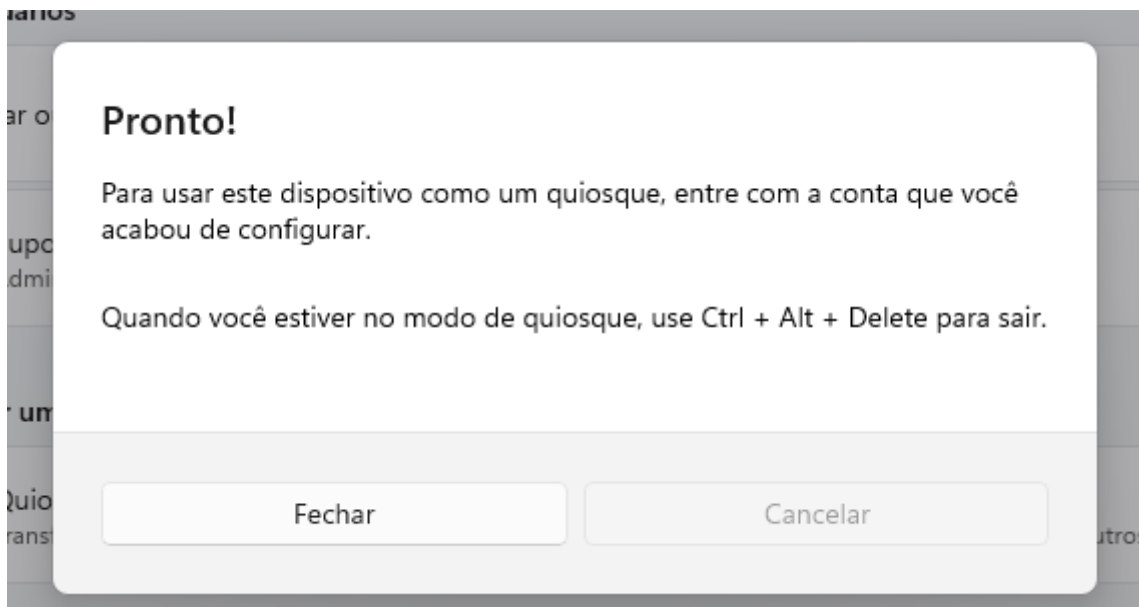 Pronto!
Para usar este dispositivo como um quiosque, entre com a conta que você
acabou de configurar.
Quando você estiver no modo de quiosque, use Ctrl + Alt + Delete para sair.
Fechar
Cancelar